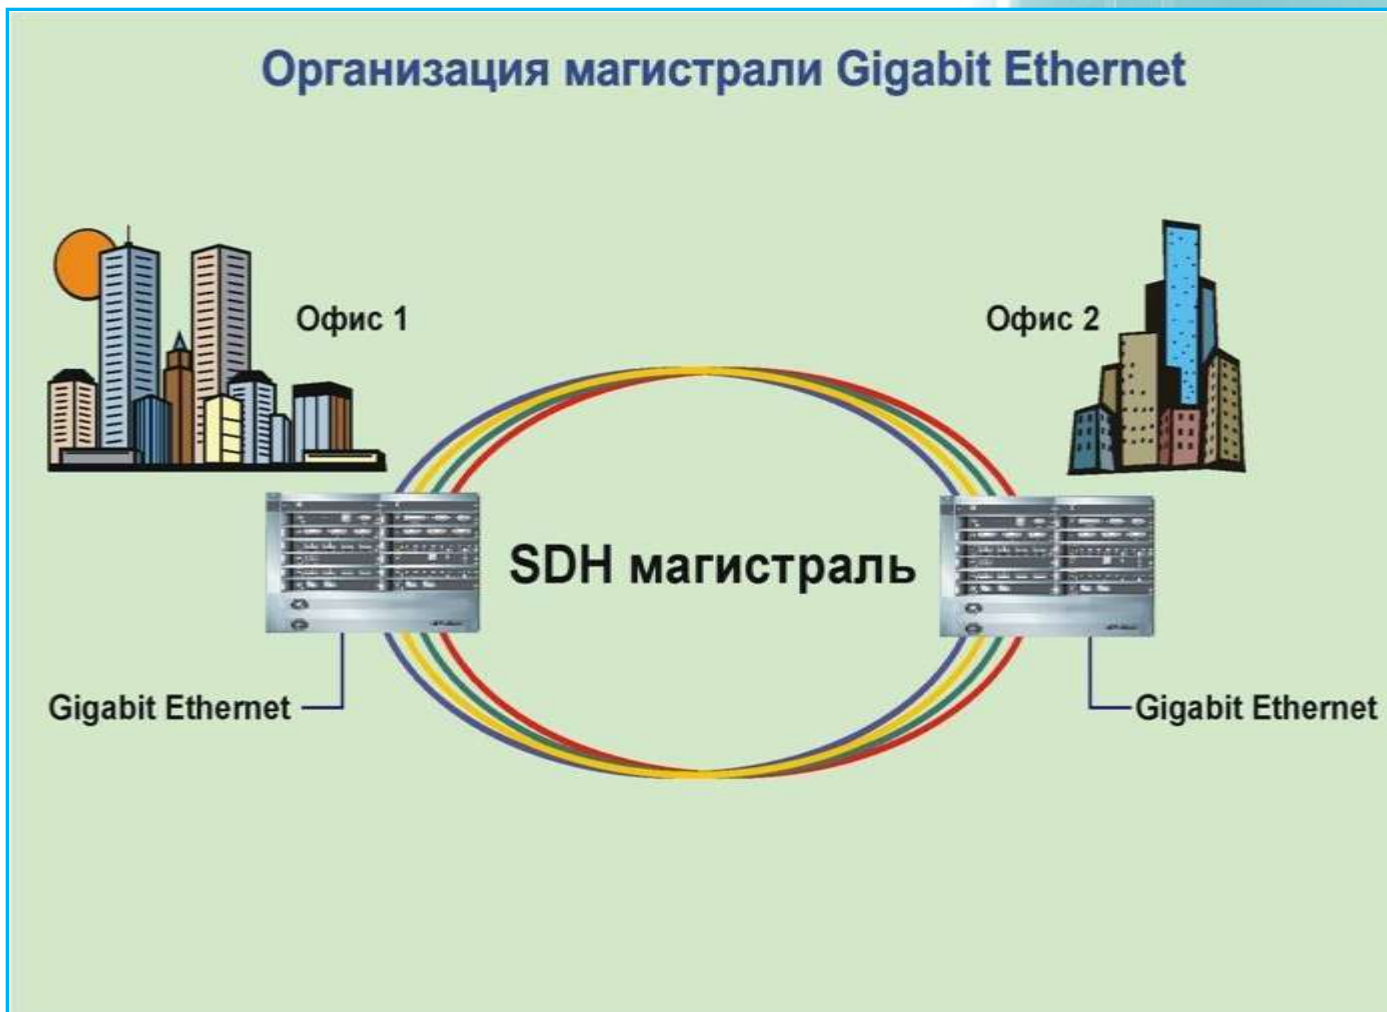 Организация магистрали Gigabit Ethernet
Офис 1
Офис 2
SDH магистраль
Gigabit Ethernet
Gigabit Ethernet